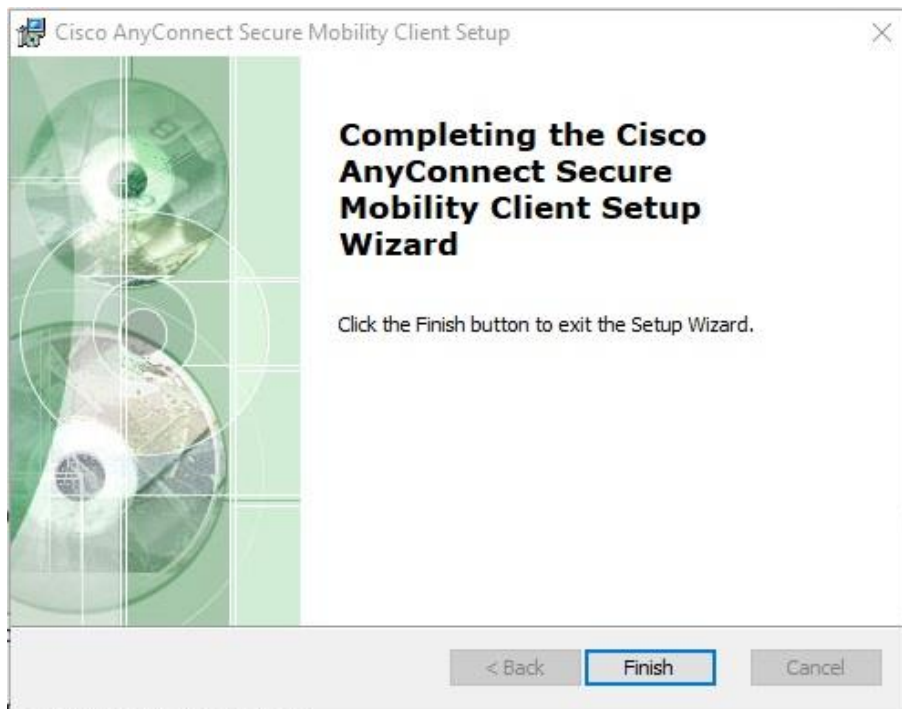 Cisco AnyConnect Secure Mobility Client Setup
Completing the Cisco
AnyConnect Secure
Mobility Client Setup
Wizard
Click the Finish button to exit the Setup Wizard.
< Back
Finish
Cancel